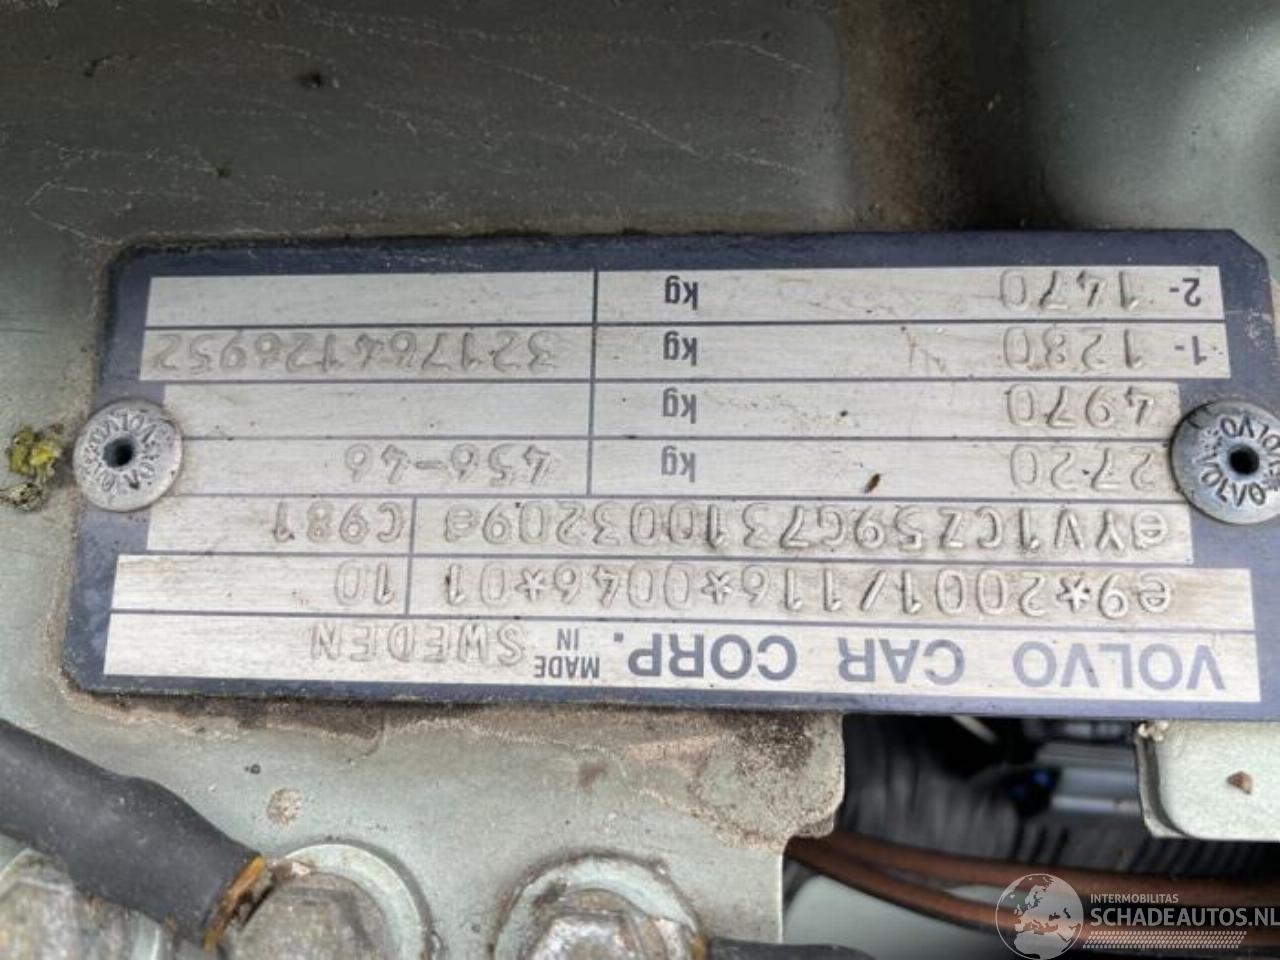 VOLVO CAR CORP. MADE IN SWEDEN
e9*2001/116*0046*01 10
@YV1CZ59G731003209@ C981
2720 kg 456-46
4970 kg
1- 1280 kg 321764126952
2- 1470 kg
VOLVO
VOLVO
INTERMOBILITAS
SCHADEAUTOS.NL